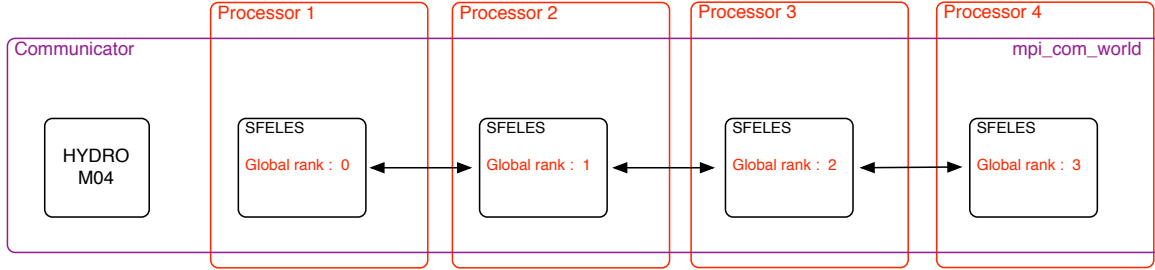 Processor 1
Processor 2
Processor 3
Processor 4
Communicator
mpi_com_world
HYDRO
M04
SFELES
Global rank : 0
SFELES
Global rank : 1
SFELES
Global rank : 2
SFELES
Global rank : 3